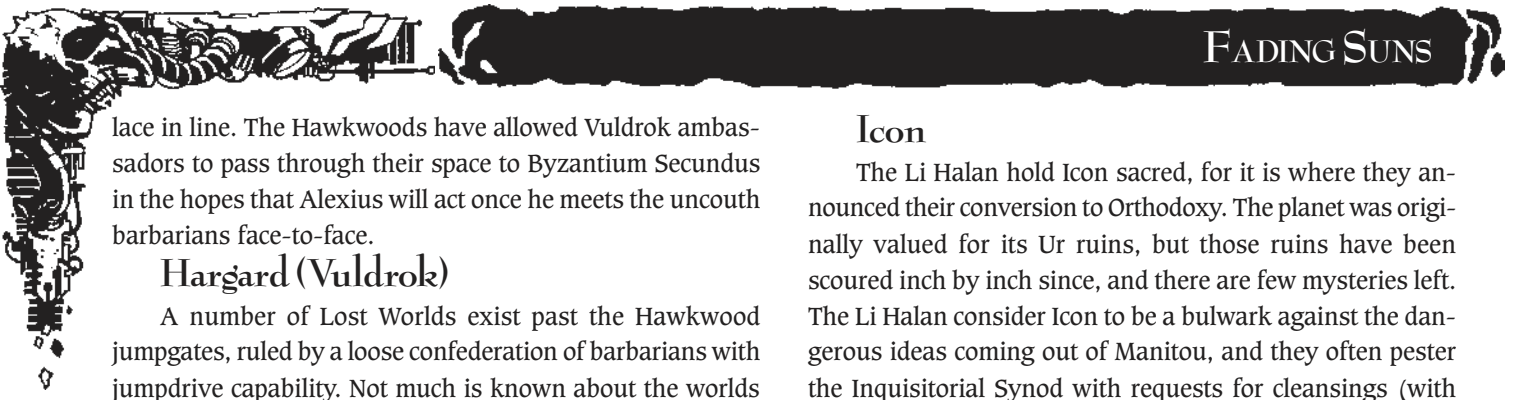 FADING SUNS
lace in line. The Hawkwoods have allowed Vuldrok ambas-
sadors to pass through their space to Byzantium Secundus
in the hopes that Alexius will act once he meets the uncouth
barbarians face-to-face.
Hargard (Vuldrok)
A number of Lost Worlds exist past the Hawkwood
jumpgates, ruled by a loose confederation of barbarians with
jumpdrive capability. Not much is known about the worlds
Icon
The Li Halan hold Icon sacred, for it is where they an-
nounced their conversion to Orthodoxy. The planet was origi-
nally valued for its Ur ruins, but those ruins have been
scoured inch by inch since, and there are few mysteries left.
The Li Halan consider Icon to be a bulwark against the dan-
gerous ideas coming out of Manitou, and they often pester
the Inquisitorial Synod with requests for cleansings (with